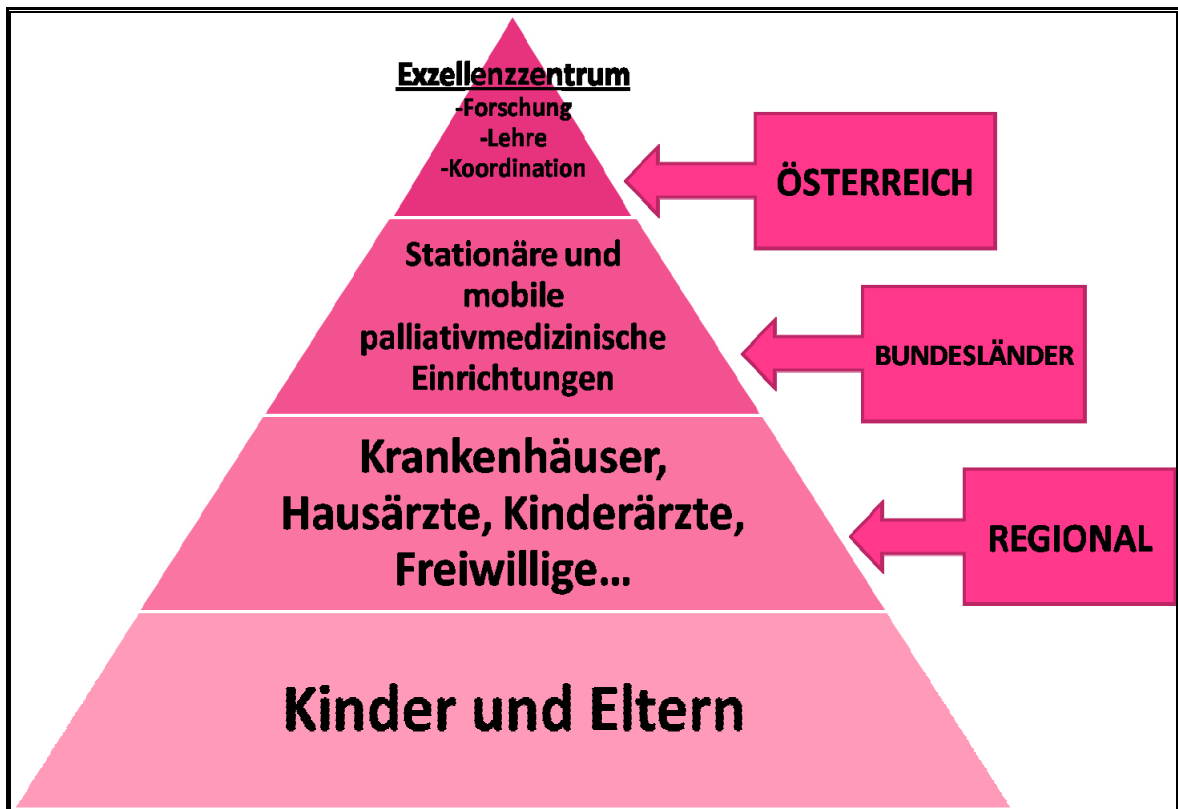 Exzellenzzentrum
-Forschung
-Lehre
-Koordination
ÖSTERREICH
Stationäre und
mobile
palliativmedizinische
Einrichtungen
BUNDESLÄNDER
Krankenhäuser,
Hausärzte, Kinderärzte,
Freiwillige...
REGIONAL
Kinder und Eltern